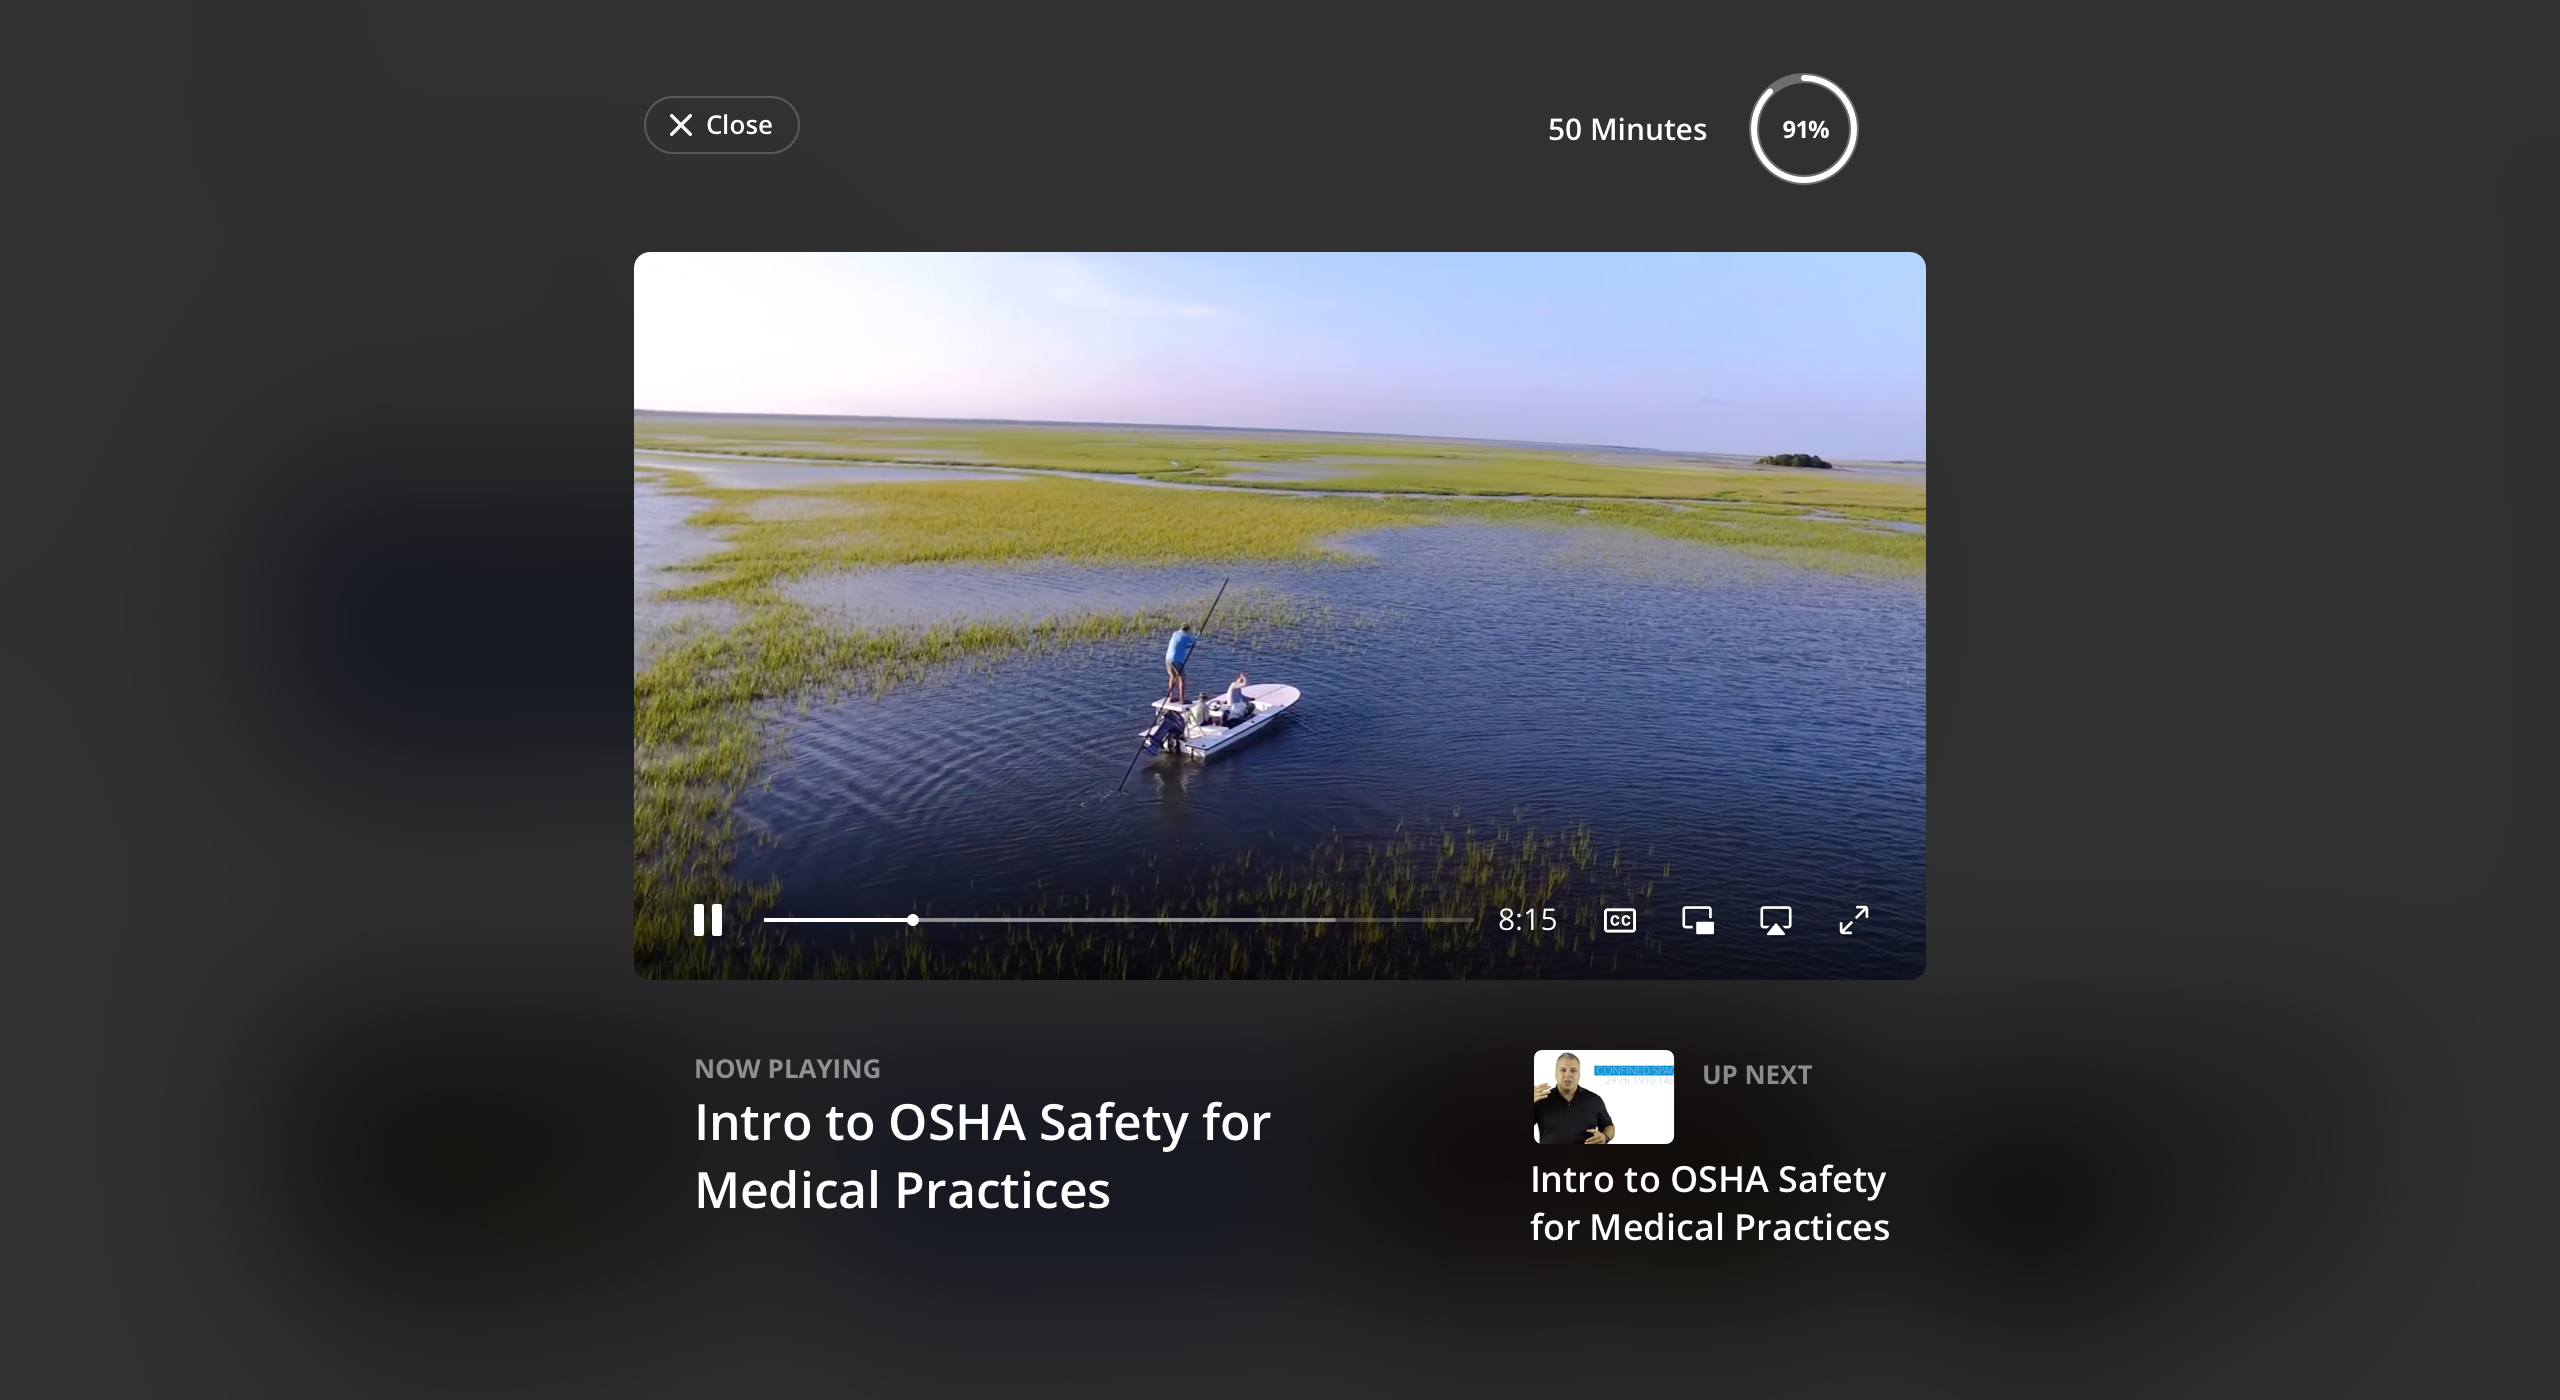 Close
50 Minutes
91%
8:15
CC
NOW PLAYING
Intro to OSHA Safety for
Medical Practices
CONFINED SPAC
29 cfr 1910.146
UP NEXT
Intro to OSHA Safety
for Medical Practices